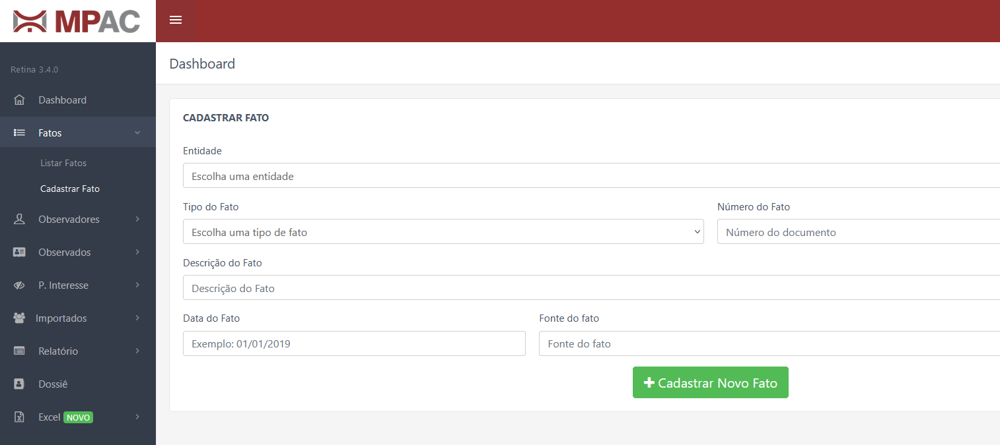 MPAC
Retina 3.4.0
Dashboard
Fatos
Listar Fatos
Cadastrar Fato
Observadores
Observados
P. Interesse
Importados
Relatório
Dossiê
Excel NOVO
Dashboard
CADASTRAR FATO
Entidade
Escolha uma entidade
Tipo do Fato
Número do Fato
Escolha uma tipo de fato
Número do documento
Descrição do Fato
Descrição do Fato
Data do Fato
Fonte do fato
Exemplo: 01/01/2019
Fonte do fato
Cadastrar Novo Fato